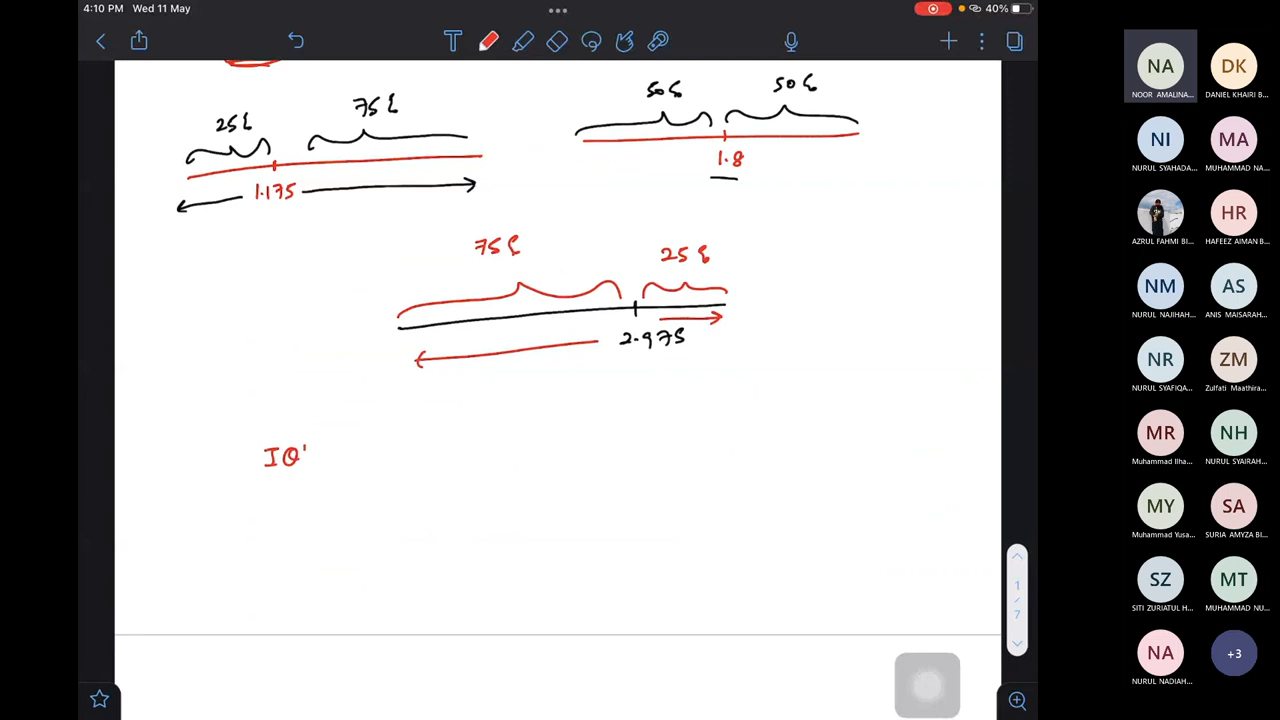 4:10 PM Wed 11 May
40%
T
25%
75%
1.175
50%
50%
1.8
75%
25%
2.975
IQ
1
7
+3
NA
NOOR AMALINA...
DK
DANIEL KHAIRI B...
NI
NURUL SYAHADA...
MA
MUHAMMAD NA...
AZRUL FAHMI BI...
HR
HAFEEZ AIMAN B...
NM
NURUL NAJIHAH...
AS
ANIS MAISARAH...
NR
NURUL SYAFIQA...
ZM
Zulfati Maathira...
MR
Muhammad Ilha...
NH
NURUL SYAIRAH...
MY
Muhammad Yusa...
SA
SURIA AMYZA BI...
SZ
SITI ZURIATUL H...
MT
MUHAMMAD NU...
NA
NURUL NADIAH...